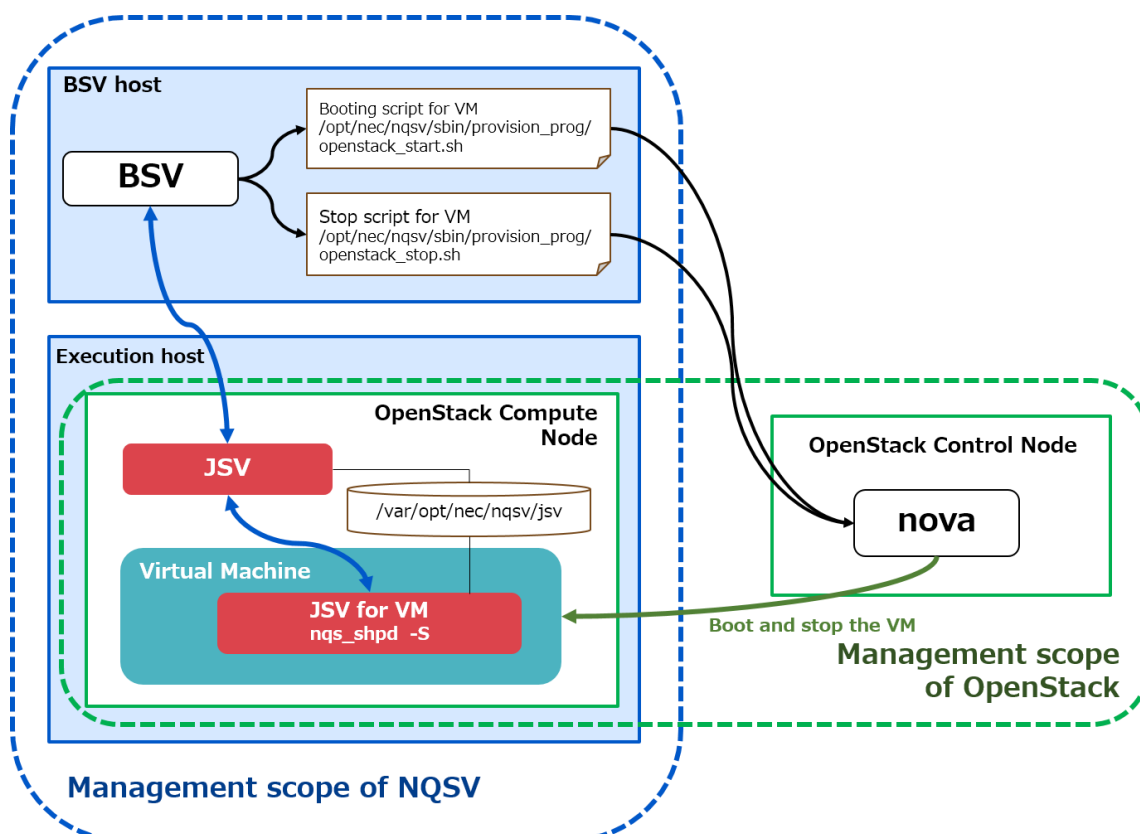 BSV host
BSV
Booting script for VM
/opt/nec/nqsv/sbin/provision_prog/
openstack_start.sh
Stop script for VM
/opt/nec/nqsv/sbin/provision_prog/
openstack_stop.sh
Execution host
OpenStack Compute
Node
JSV
/var/opt/nec/nqsv/jsv
Virtual Machine
JSV for VM
nqs_shpd -S
OpenStack Control Node
nova
Boot and stop the VM
Management scope
of OpenStack
Management scope of NQSV